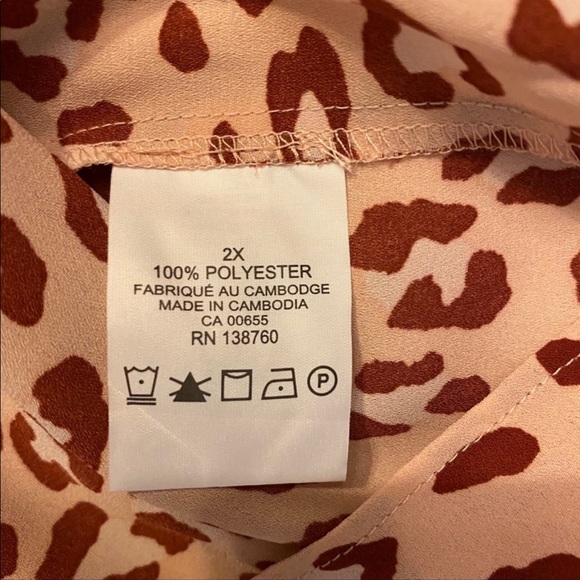 2X
100% POLYESTER
FABRIQUÉ AU CAMBODGE
MADE IN CAMBODIA
CA 00655
RN 138760
P